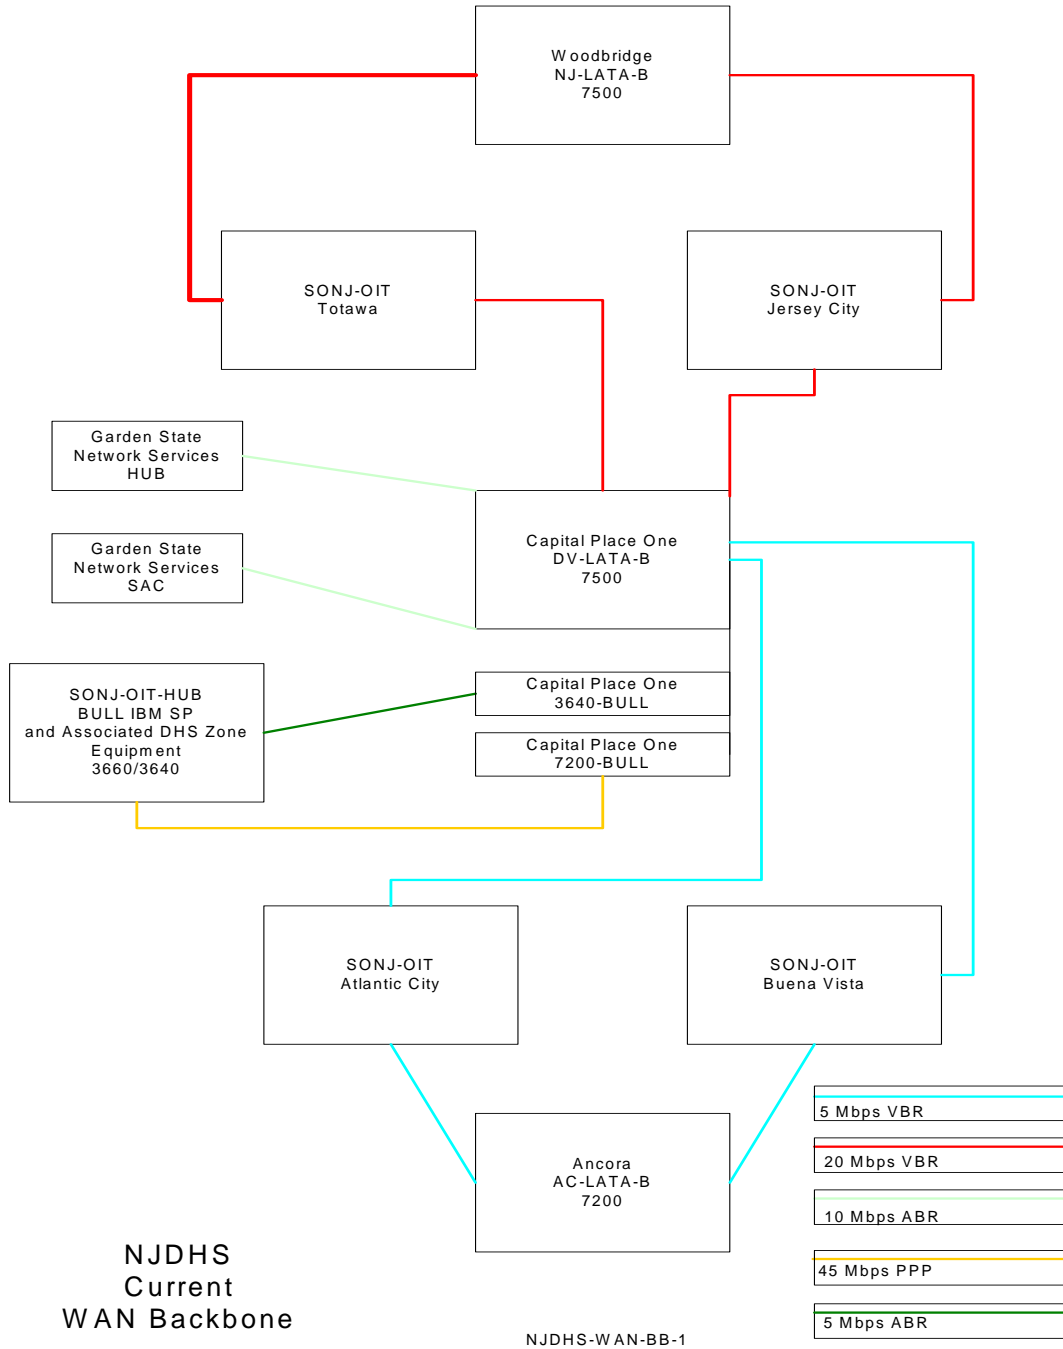 Woodbridge
NJ-LATA-B
7500
SONJ-OIT
Totawa
SONJ-OIT
Jersey City
Garden State
Network Services
HUB
Garden State
Network Services
SAC
Capital Place One
DV-LATA-B
7500
SONJ-OIT-HUB
BULL IBM SP
and Associated DHS Zone
Equipment
3660/3640
Capital Place One
3640-BULL
Capital Place One
7200-BULL
SONJ-OIT
Atlantic City
SONJ-OIT
Buena Vista
Ancora
AC-LATA-B
7200
5 Mbps VBR
20 Mbps VBR
10 Mbps ABR
45 Mbps PPP
5 Mbps ABR
NJDHS
Current
WAN Backbone
NJDHS-WAN-BB-1